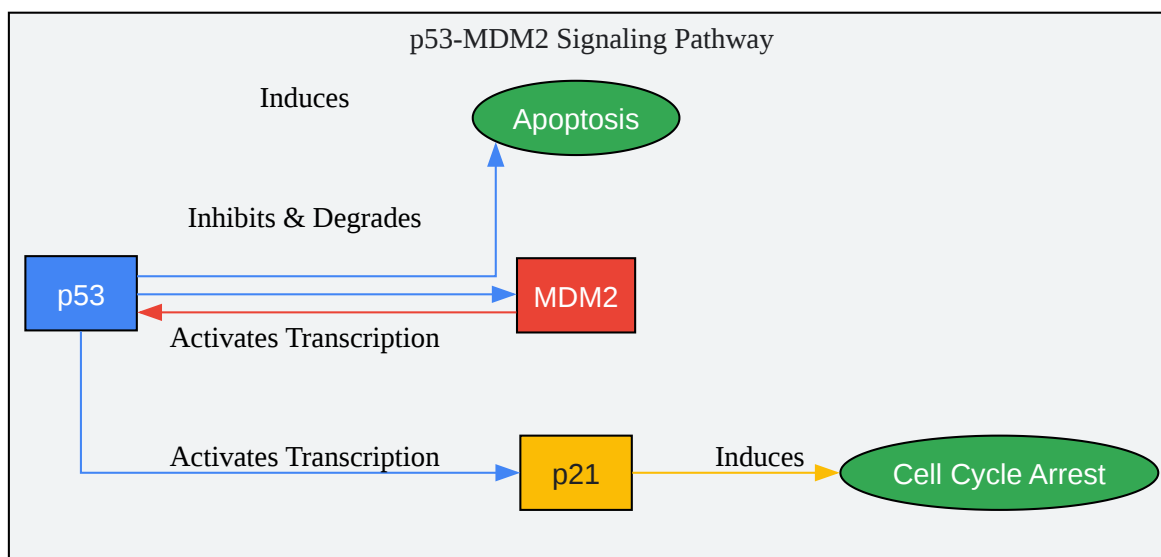 p53-MDM2 Signaling Pathway
Induces
Apoptosis
Inhibits & Degrades
p53
MDM2
Activates Transcription
Activates Transcription
p21
Induces
Cell Cycle Arrest